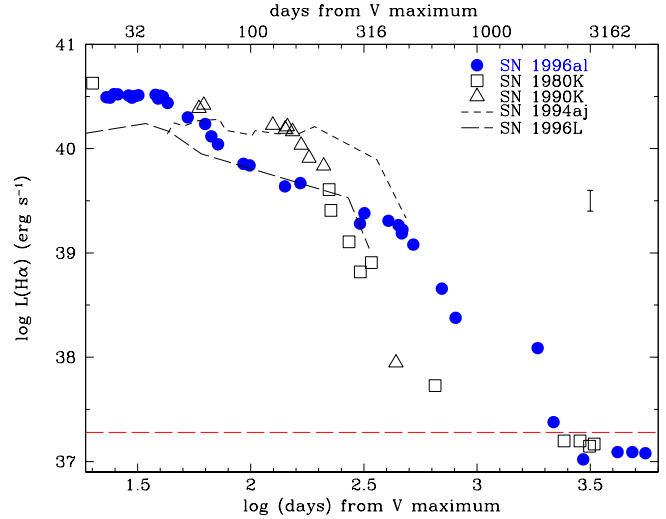 days from V maximum
32 100 316 1000 3162
41
40
39
38
37
log L(Hα) (erg s⁻¹)
SN 1996al
SN 1980K
SN 1990K
SN 1994aj
SN 1996L
1.5 2 2.5 3 3.5
log (days) from V maximum